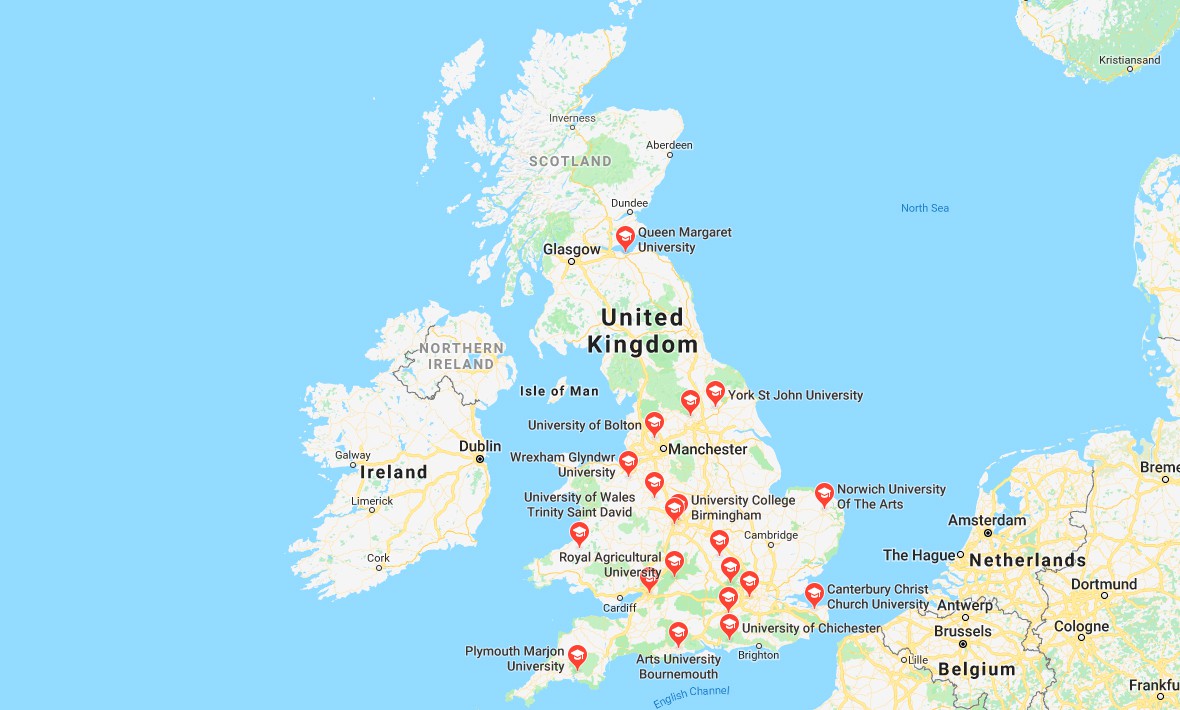 Kristiansand
Inverness
Aberdeen
SCOTLAND
Dundee
North Sea
Queen Margaret
University
Glasgow
United
Kingdom
NORTHERN
IRELAND
Isle of Man
York St John University
University of Bolton
Dublin
Manchester
Galway
Ireland
Wrexham Glyndwr
University
Breme
Limerick
University of Wales
Trinity Saint David
University College
Birmingham
Norwich University
Of The Arts
Amsterdam
Cambridge
Cork
Royal Agricultural
University
The Hague
Netherlands
Dortmund
Canterbury Christ
Church University
Cardiff
Antwerp
Cologne
University of Chichester
Brussels
Plymouth Marjon
University
Arts University
Bournemouth
Brighton
Lille
Belgium
English Channel
Frankfu